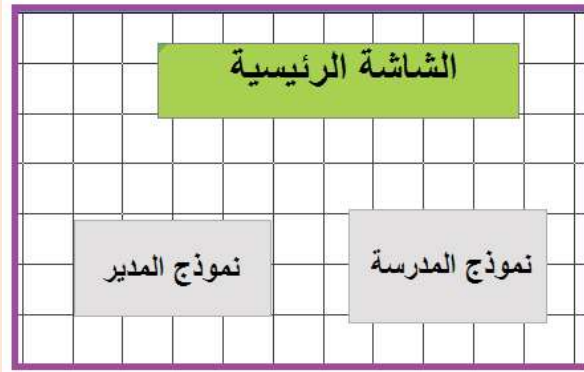 الشاشة الرئيسية
نموذج المدرسة
نموذج المدير